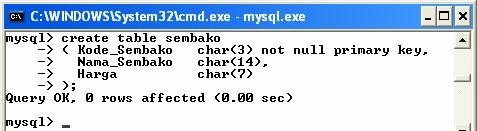 C:\WINDOWS\System32\cmd.exe - mysql.exe
mysql> create table sembako
    -> ( Kode_Sembako   char(3) not null primary key,
    ->   Nama_Sembako   char(14),
    ->   Harga          char(7)
    -> );
Query OK, 0 rows affected (0.00 sec)
mysql> _